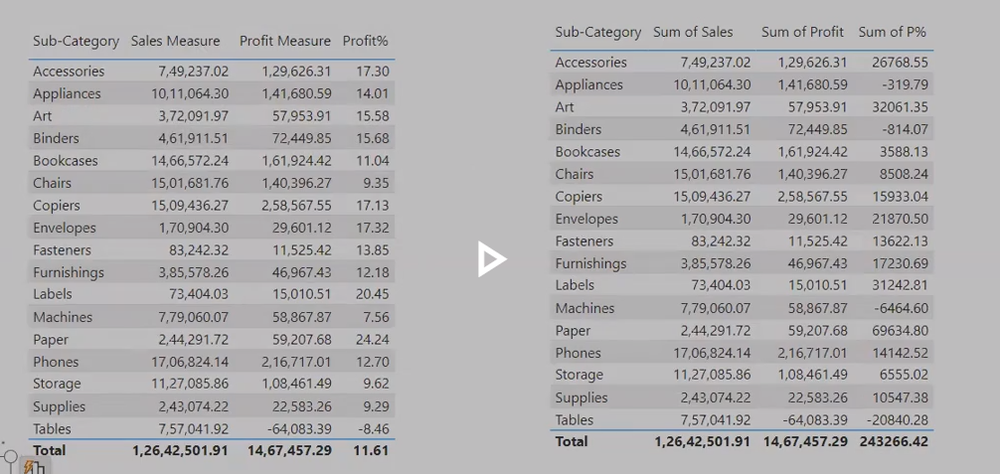 Sub-Category Sales Measure Profit Measure Profit%
Accessories 7,49,237.02 1,29,626.31 17.30
Appliances 10,11,064.30 1,41,680.59 14.01
Art 3,72,091.97 57,953.91 15.58
Binders 4,61,911.51 72,449.85 15.68
Bookcases 14,66,572.24 1,61,924.42 11.04
Chairs 15,01,681.76 1,40,396.27 9.35
Copiers 15,09,436.27 2,58,567.55 17.13
Envelopes 1,70,904.30 29,601.12 17.32
Fasteners 83,242.32 11,525.42 13.85
Furnishings 3,85,578.26 46,967.43 12.18
Labels 73,404.03 15,010.51 20.45
Machines 7,79,060.07 58,867.87 7.56
Paper 2,44,291.72 59,207.68 24.24
Phones 17,06,824.14 2,16,717.01 12.70
Storage 11,27,085.86 1,08,461.49 9.62
Supplies 2,43,074.22 22,583.26 9.29
Tables 7,57,041.92 -64,083.39 -8.46
Total 1,26,42,501.91 14,67,457.29 11.61
Sub-Category Sum of Sales Sum of Profit Sum of P%
Accessories 7,49,237.02 1,29,626.31 26768.55
Appliances 10,11,064.30 1,41,680.59 -319.79
Art 3,72,091.97 57,953.91 32061.35
Binders 4,61,911.51 72,449.85 -814.07
Bookcases 14,66,572.24 1,61,924.42 3588.13
Chairs 15,01,681.76 1,40,396.27 8508.24
Copiers 15,09,436.27 2,58,567.55 15933.04
Envelopes 1,70,904.30 29,601.12 21870.50
Fasteners 83,242.32 11,525.42 13622.13
Furnishings 3,85,578.26 46,967.43 17230.69
Labels 73,404.03 15,010.51 31242.81
Machines 7,79,060.07 58,867.87 -6464.60
Paper 2,44,291.72 59,207.68 69634.80
Phones 17,06,824.14 2,16,717.01 14142.52
Storage 11,27,085.86 1,08,461.49 6555.02
Supplies 2,43,074.22 22,583.26 10547.38
Tables 7,57,041.92 -64,083.39 -20840.28
Total 1,26,42,501.91 14,67,457.29 243266.42